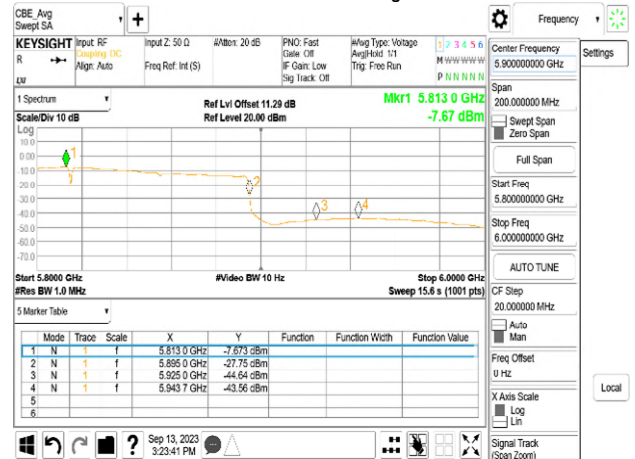 CBE_Avg
Swept SA
Frequency
KEYSIGHT
Input: RF
Coupling: DC
Align: Auto
Input Z: 50 Ω
Freq Ref: Int (S)
#Atten: 20 dB
PNO: Fast
Gate: Off
IF Gain: Low
Sig Track: Off
#Avg Type: Voltage
Avg|Hold: 1/1
Trig: Free Run
1 2 3 4 5 6
M W W W W W
P N N N N N
R
1 Spectrum
Scale/Div 10 dB
Ref Lvl Offset 11.29 dB
Ref Level 20.00 dBm
Mkr1 5.813 0 GHz
-7.67 dBm
Log
10.0
0.00
-10.0
-20.0
-30.0
-40.0
-50.0
-60.0
-70.0
1
2
3
4
Start 5.8000 GHz
#Res BW 1.0 MHz
#Video BW 10 Hz
Stop 6.0000 GHz
Sweep 15.6 s (1001 pts)
5 Marker Table
Mode Trace Scale X Y Function Function Width Function Value
1 N 1 f 5.813 0 GHz -7.673 dBm
2 N 1 f 5.895 0 GHz -27.75 dBm
3 N 1 f 5.925 0 GHz -44.64 dBm
4 N 1 f 5.943 7 GHz -43.56 dBm
5
6
Sep 13, 2023
3:23:41 PM
Center Frequency
5.900000000 GHz
Settings
Span
200.000000 MHz
Swept Span
Zero Span
Full Span
Start Freq
5.800000000 GHz
Stop Freq
6.000000000 GHz
AUTO TUNE
CF Step
20.000000 MHz
Auto
Man
Freq Offset
0 Hz
X Axis Scale
Log
Lin
Local
Signal Track
(Span Zoom)